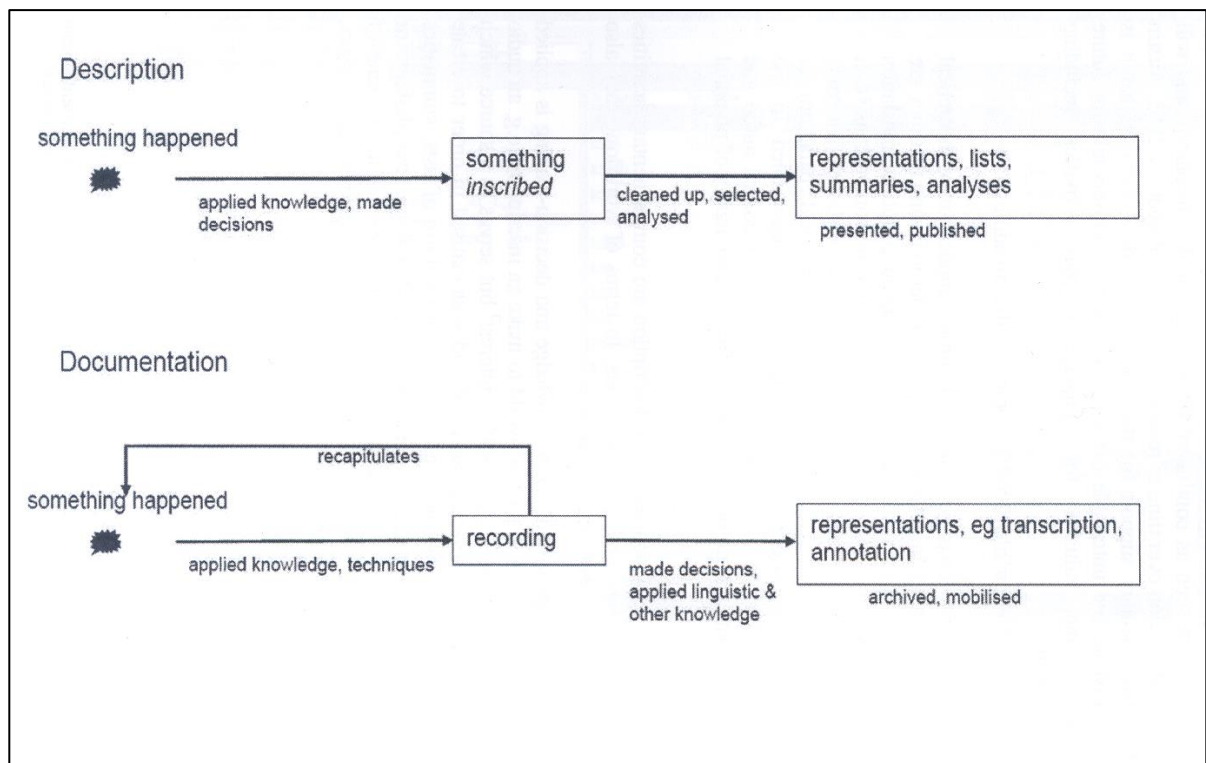 Description
something happened
applied knowledge, made
decisions
something
inscribed
cleaned up, selected,
analysed
representations, lists,
summaries, analyses
presented, published
Documentation
recapitulates
something happened
applied knowledge, techniques
recording
made decisions,
applied linguistic &
other knowledge
representations, eg transcription,
annotation
archived, mobilised